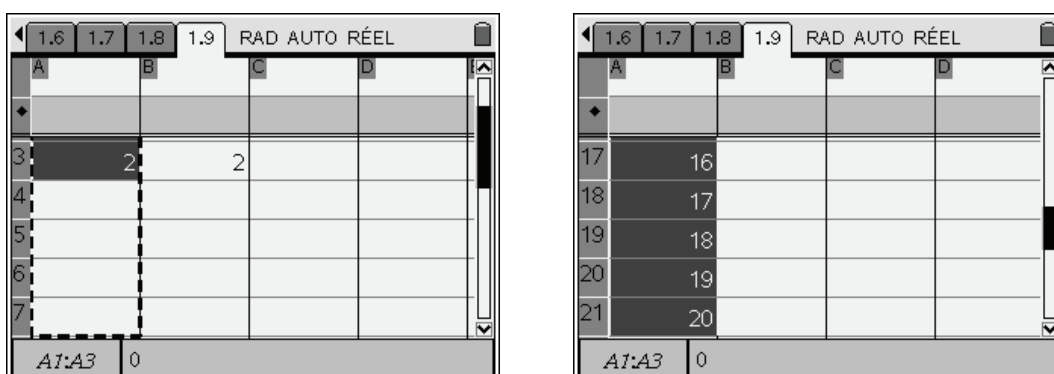 1.6 1.7 1.8 1.9 RAD AUTO RÉEL
A B C D E
3 2 2
4
5
6
7
A1:A3 0
1.6 1.7 1.8 1.9 RAD AUTO RÉEL
A B C D
17 16
18 17
19 18
20 19
21 20
A1:A3 0